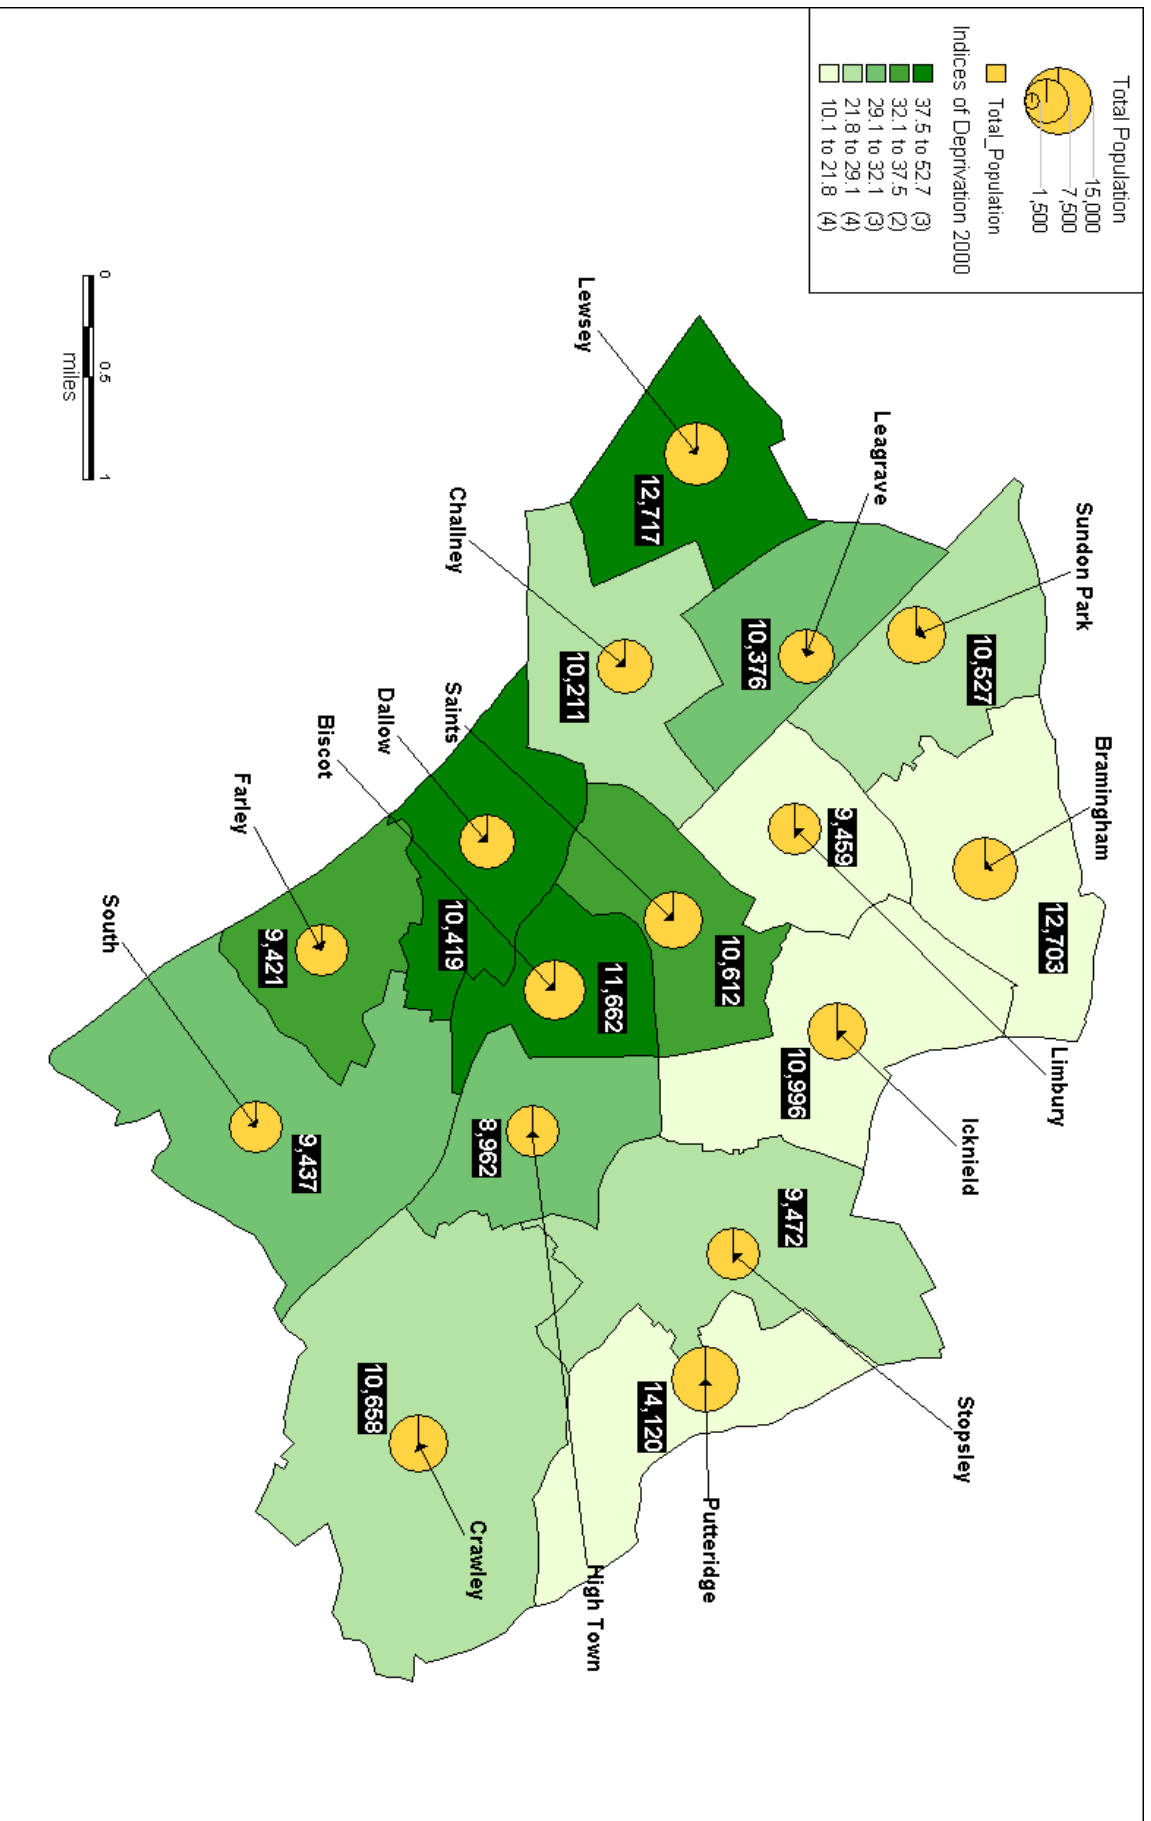 Total Population
15,000
7,500
1,500
Total_Population
Indices of Deprivation 2000
37.5 to 52.7 (3)
32.1 to 37.5 (2)
29.1 to 32.1 (3)
21.8 to 29.1 (4)
10.1 to 21.8 (4)
Sundon Park
10,527
Bramingham
12,703
Limbury
9,459
Leagrave
10,376
Icknield
10,996
Stopsley
9,472
Lewsey
12,717
Challney
10,211
Saints
10,612
Putteridge
14,120
Dallow
10,419
Biscot
11,662
High Town
8,962
Farley
9,421
Crawley
10,658
South
9,437
0 0.5 1
miles